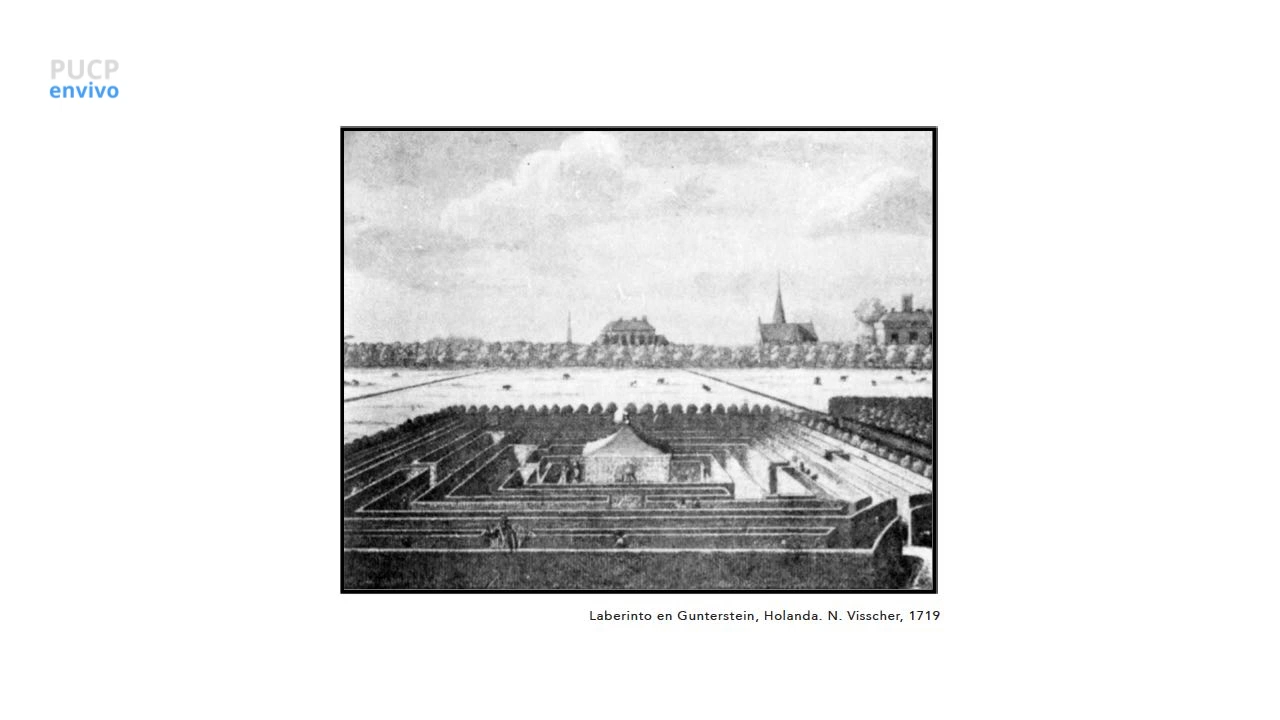 PUCP
envivo
Laberinto en Gunterstein, Holanda. N. Visscher, 1719